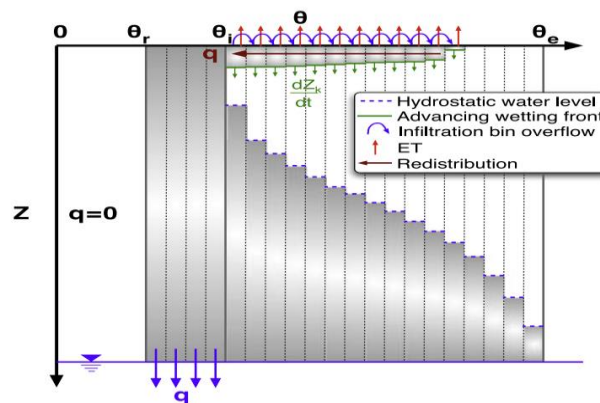 θ
0 θr θi θe
q
dZk
dt
Hydrostatic water level
Advancing wetting front
Infiltration bin overflow
ET
Redistribution
Z q=0
q